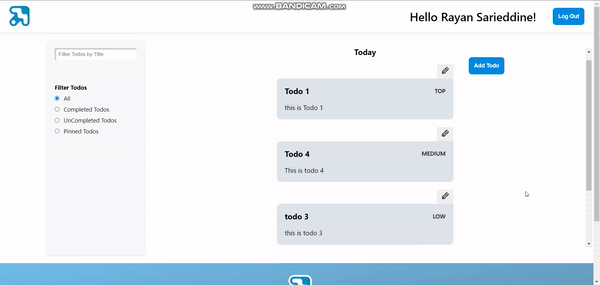 www.BANDICAM.com
Hello Rayan Sarieddine!
Log Out
Filter Todos by Title
Filter Todos
All
Completed Todos
UnCompleted Todos
Pinned Todos
Today
Add Todo
Todo 1 TOP
this is Todo 1
Todo 4 MEDIUM
This is todo 4
todo 3 LOW
this is todo 3